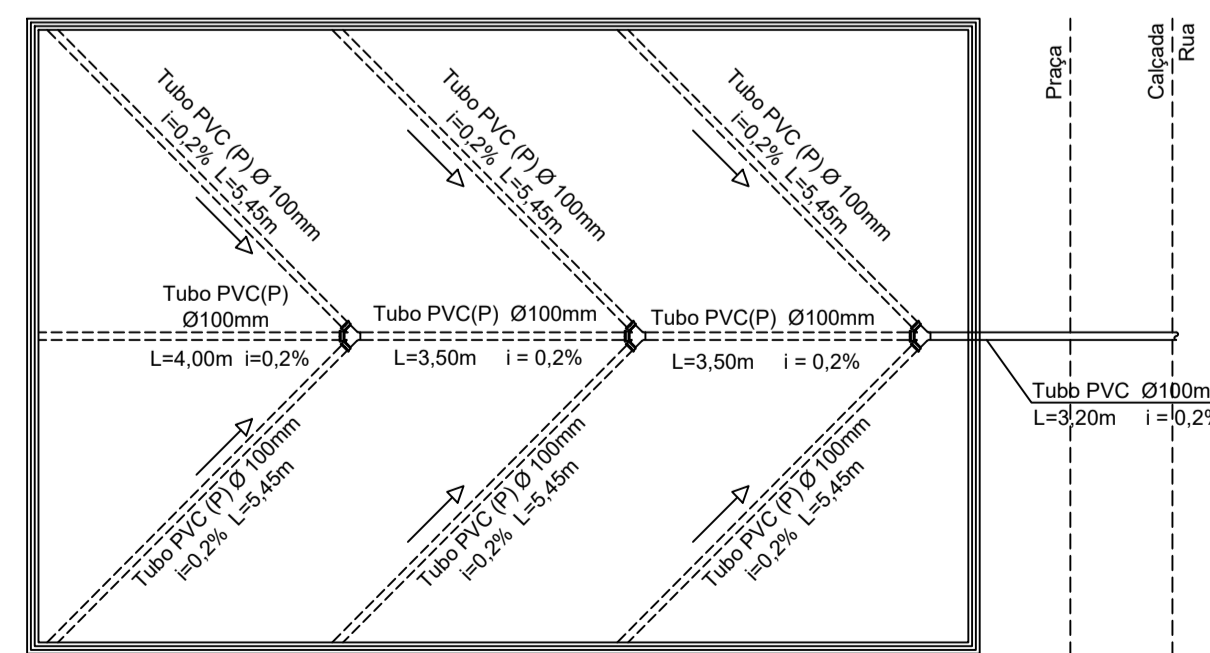 Tubo PVC (P) Ø 100mm
i=0,2% L=5,45m
Tubo PVC (P) Ø 100mm
i=0,2% L=5,45m
Tubo PVC (P) Ø 100mm
i=0,2% L=5,45m
Praça
Calçada
Rua
Tubo PVC(P)
Ø100mm
L=4,00m i=0,2%
Tubo PVC(P) Ø100mm
L=3,50m i = 0,2%
Tubo PVC(P) Ø100mm
L=3,50m i = 0,2%
Tubo PVC Ø100m
L=3,20m i = 0,2%
Tubo PVC (P) Ø 100mm
i=0,2% L=5,45m
Tubo PVC (P) Ø 100mm
i=0,2% L=5,45m
Tubo PVC (P) Ø 100mm
i=0,2% L=5,45m